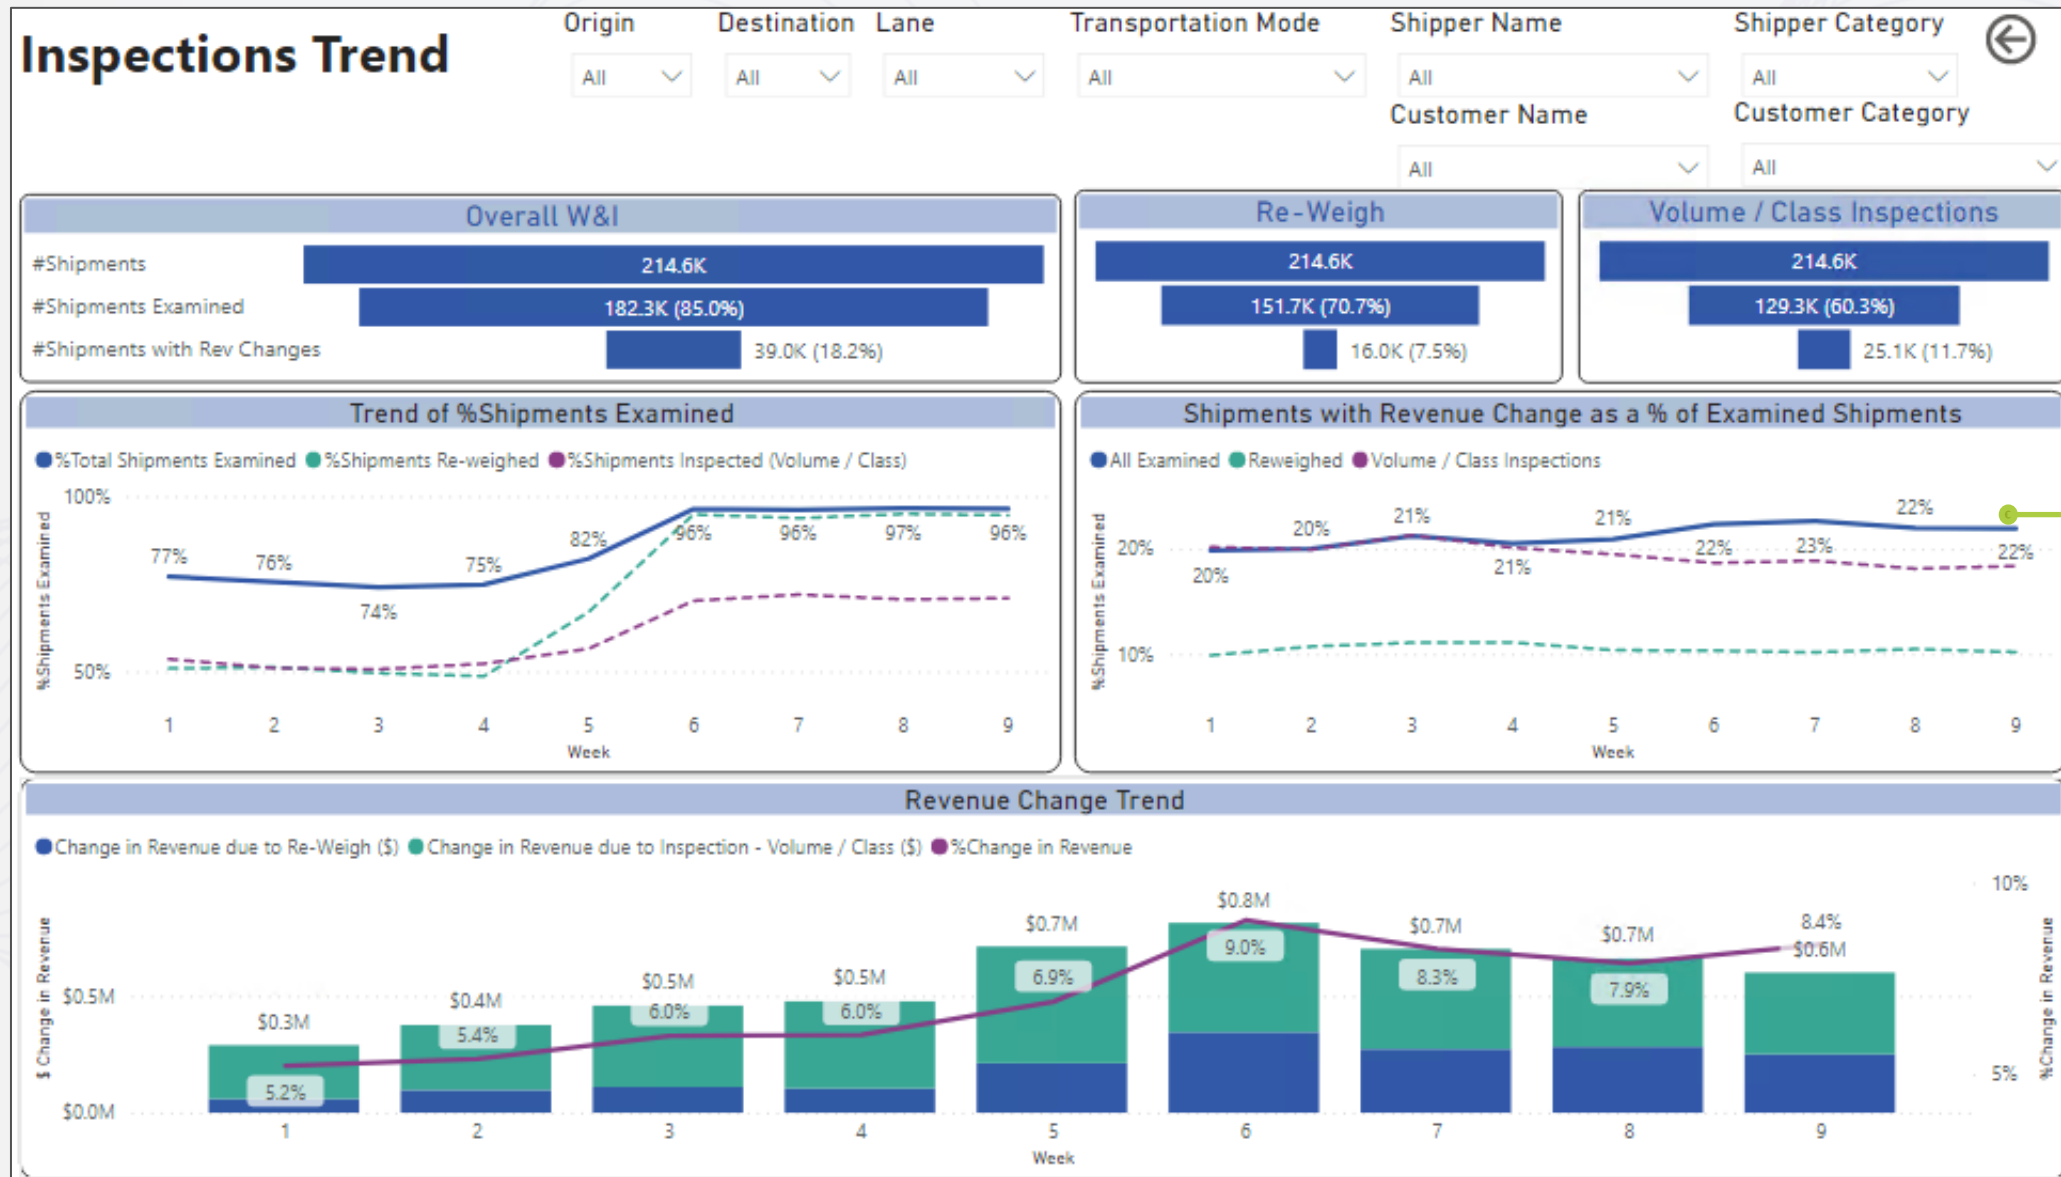 Inspections Trend
Origin
Destination
Lane
Transportation Mode
Shipper Name
Shipper Category
All
All
All
All
All
All
Customer Name
Customer Category
All
All
Overall W&I
#Shipments
214.6K
#Shipments Examined
182.3K (85.0%)
#Shipments with Rev Changes
39.0K (18.2%)
Re-Weigh
214.6K
151.7K (70.7%)
16.0K (7.5%)
Volume / Class Inspections
214.6K
129.3K (60.3%)
25.1K (11.7%)
Trend of %Shipments Examined
%Total Shipments Examined %Shipments Re-weighed %Shipments Inspected (Volume / Class)
%Shipments Examined
100%
50%
77%
76%
74%
75%
82%
96%
96%
97%
96%
1 2 3 4 5 6 7 8 9
Week
Shipments with Revenue Change as a % of Examined Shipments
All Examined Reweighed Volume / Class Inspections
%Shipments Examined
20%
10%
20%
20%
21%
21%
21%
22%
23%
22%
22%
1 2 3 4 5 6 7 8 9
Week
Revenue Change Trend
Change in Revenue due to Re-Weigh ($) Change in Revenue due to Inspection - Volume / Class ($) %Change in Revenue
$ Change in Revenue
$0.5M
$0.0M
$0.3M
$0.4M
$0.5M
$0.5M
$0.7M
$0.8M
$0.7M
$0.7M
$0.6M
5.2%
5.4%
6.0%
6.0%
6.9%
9.0%
8.3%
7.9%
8.4%
10%
5%
%Change in Revenue
1 2 3 4 5 6 7 8 9
Week